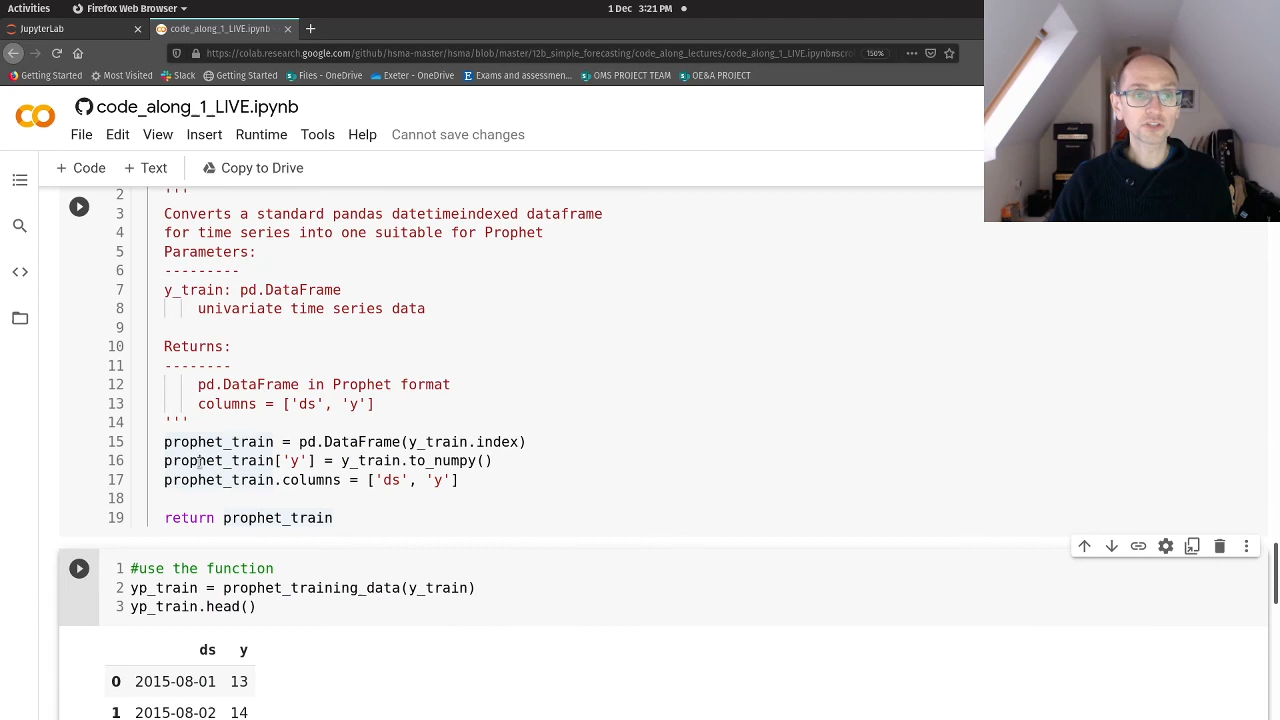 Activities
Firefox Web Browser
1 Dec 3:21 PM
JupyterLab
code_along_1_LIVE.ipynb
https://colab.research.google.com/github/hsma-master/hsma/blob/master/12b_simple_forecasting/code_along_lectures/code_along_1_LIVE.ipynb#scrol
150%
Getting Started
Most Visited
Slack
Getting Started
Files - OneDrive
Exeter - OneDrive
Exams and assessmen...
OMS PROJECT TEAM
OE&A PROJECT
code_along_1_LIVE.ipynb
File Edit View Insert Runtime Tools Help Cannot save changes
+ Code + Text Copy to Drive
2 '''
3 Converts a standard pandas datetimeindexed dataframe
4 for time series into one suitable for Prophet
5 Parameters:
6 ---------
7 y_train: pd.DataFrame
8 univariate time series data
9
10 Returns:
11 --------
12 pd.DataFrame in Prophet format
13 columns = ['ds', 'y']
14 '''
15 prophet_train = pd.DataFrame(y_train.index)
16 prophet_train['y'] = y_train.to_numpy()
17 prophet_train.columns = ['ds', 'y']
18
19 return prophet_train
1 #use the function
2 yp_train = prophet_training_data(y_train)
3 yp_train.head()
ds y
0 2015-08-01 13
1 2015-08-02 14